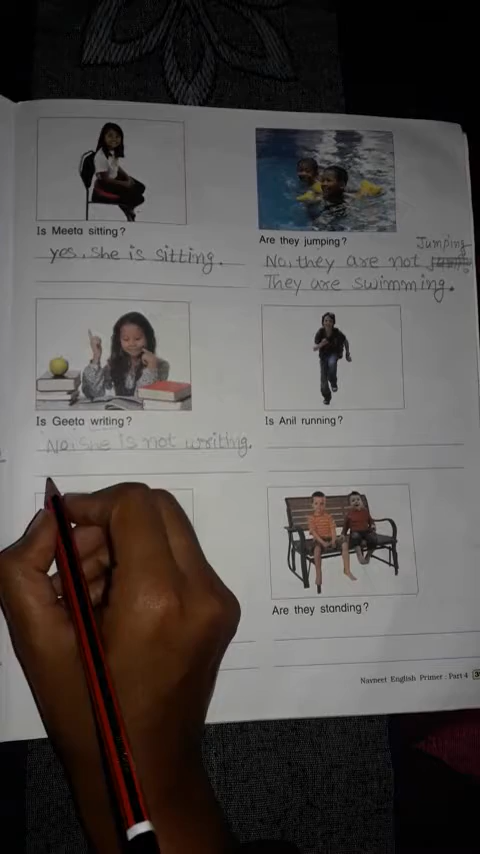 Is Meeta sitting?
yes, she is sitting.
Are they jumping?
Jumping
No, they are not
They are swimming.
Is Geeta writing?
No, she is not writing.
Is Anil running?
Are they standing?
Navneet English Primer : Part 4